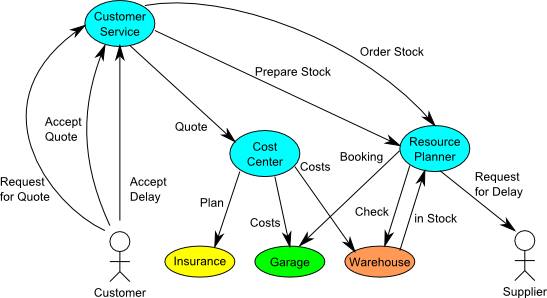 Customer
Service
Order Stock
Prepare Stock
Accept
Quote
Quote
Cost
Center
Costs
Booking
Resource
Planner
Request
for Quote
Accept
Delay
Request
for Delay
Plan
Costs
Check
in Stock
Insurance
Garage
Warehouse
Customer
Supplier